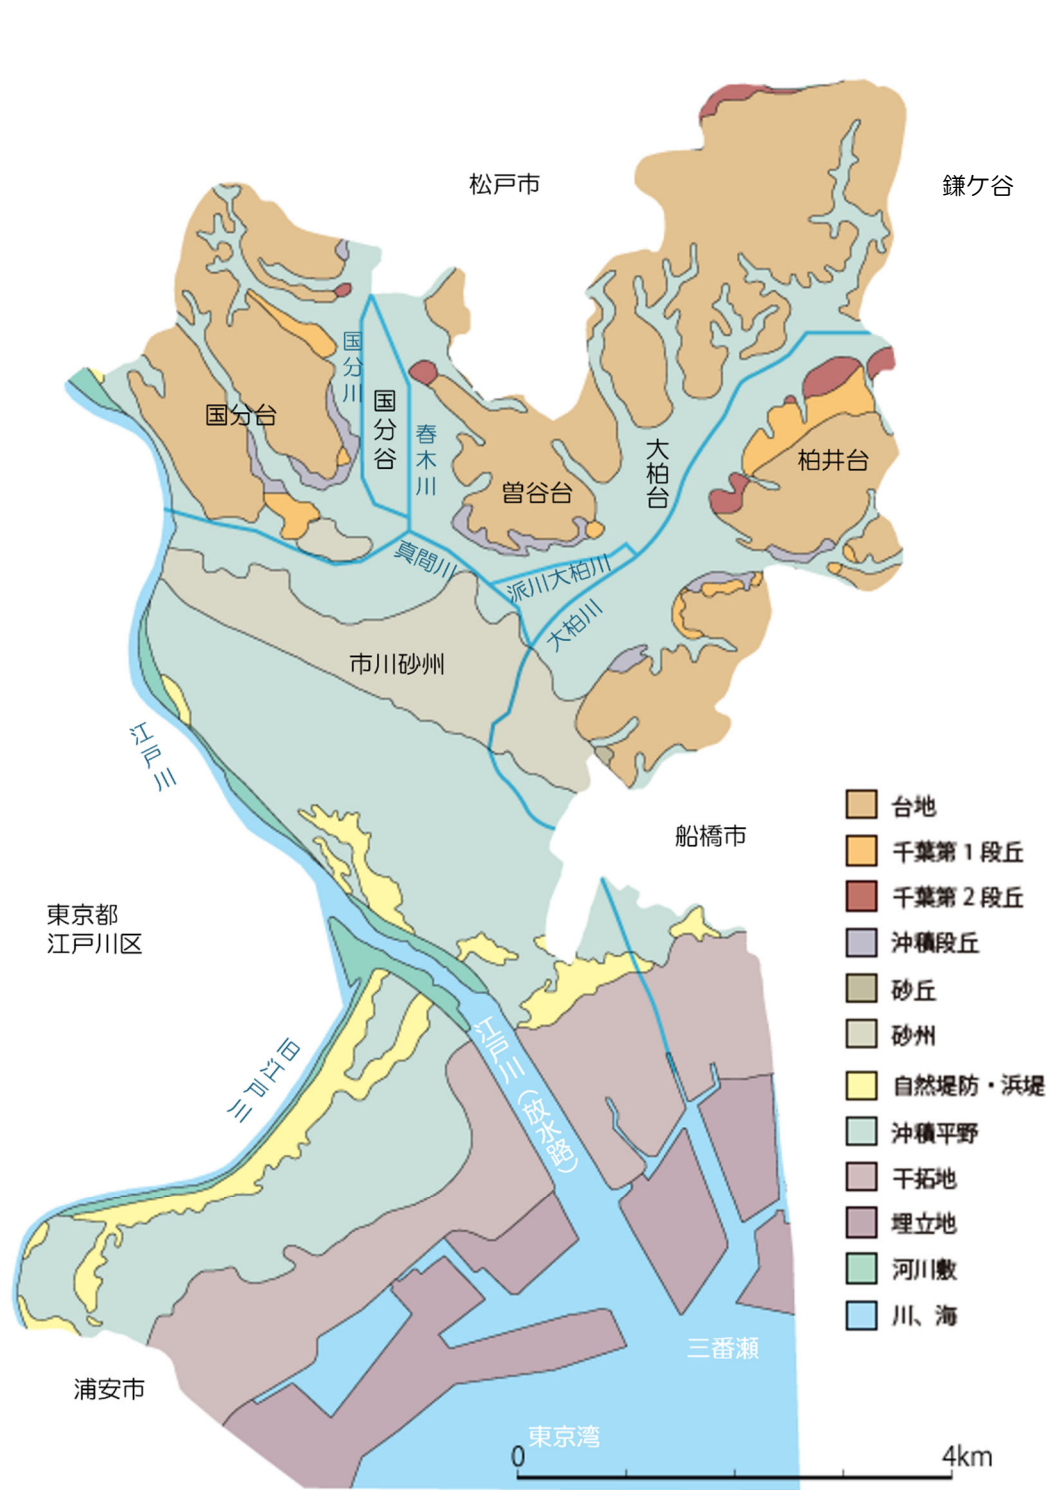 松戸市
鎌ケ谷
国分川
国分谷
春木川
国分台
大柏台
柏井台
曽谷台
真間川
派川大柏川
大柏川
市川砂州
江戸川
船橋市
東京都
江戸川区
旧江戸川
江戸川（放水路）
三番瀬
浦安市
東京湾
0
4km
台地
千葉第1段丘
千葉第2段丘
沖積段丘
砂丘
砂州
自然堤防・浜堤
沖積平野
干拓地
埋立地
河川敷
川、海